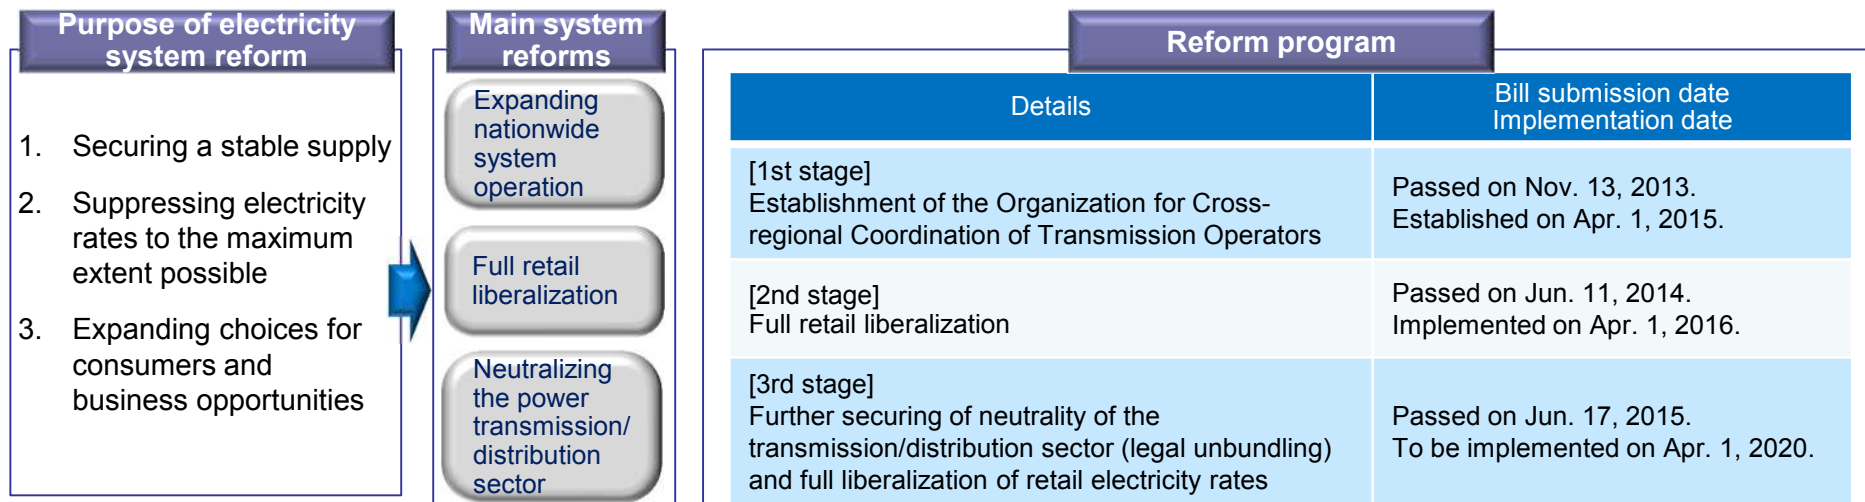 Purpose of electricity
system reform
1. Securing a stable supply
2. Suppressing electricity
rates to the maximum
extent possible
3. Expanding choices for
consumers and
business opportunities
Main system
reforms
Expanding
nationwide
system
operation
Full retail
liberalization
Neutralizing
the power
transmission/
distribution
sector
Reform program
Details
Bill submission date
Implementation date
[1st stage]
Establishment of the Organization for Cross-
regional Coordination of Transmission Operators
Passed on Nov. 13, 2013.
Established on Apr. 1, 2015.
[2nd stage]
Full retail liberalization
Passed on Jun. 11, 2014.
Implemented on Apr. 1, 2016.
[3rd stage]
Further securing of neutrality of the
transmission/distribution sector (legal unbundling)
and full liberalization of retail electricity rates
Passed on Jun. 17, 2015.
To be implemented on Apr. 1, 2020.